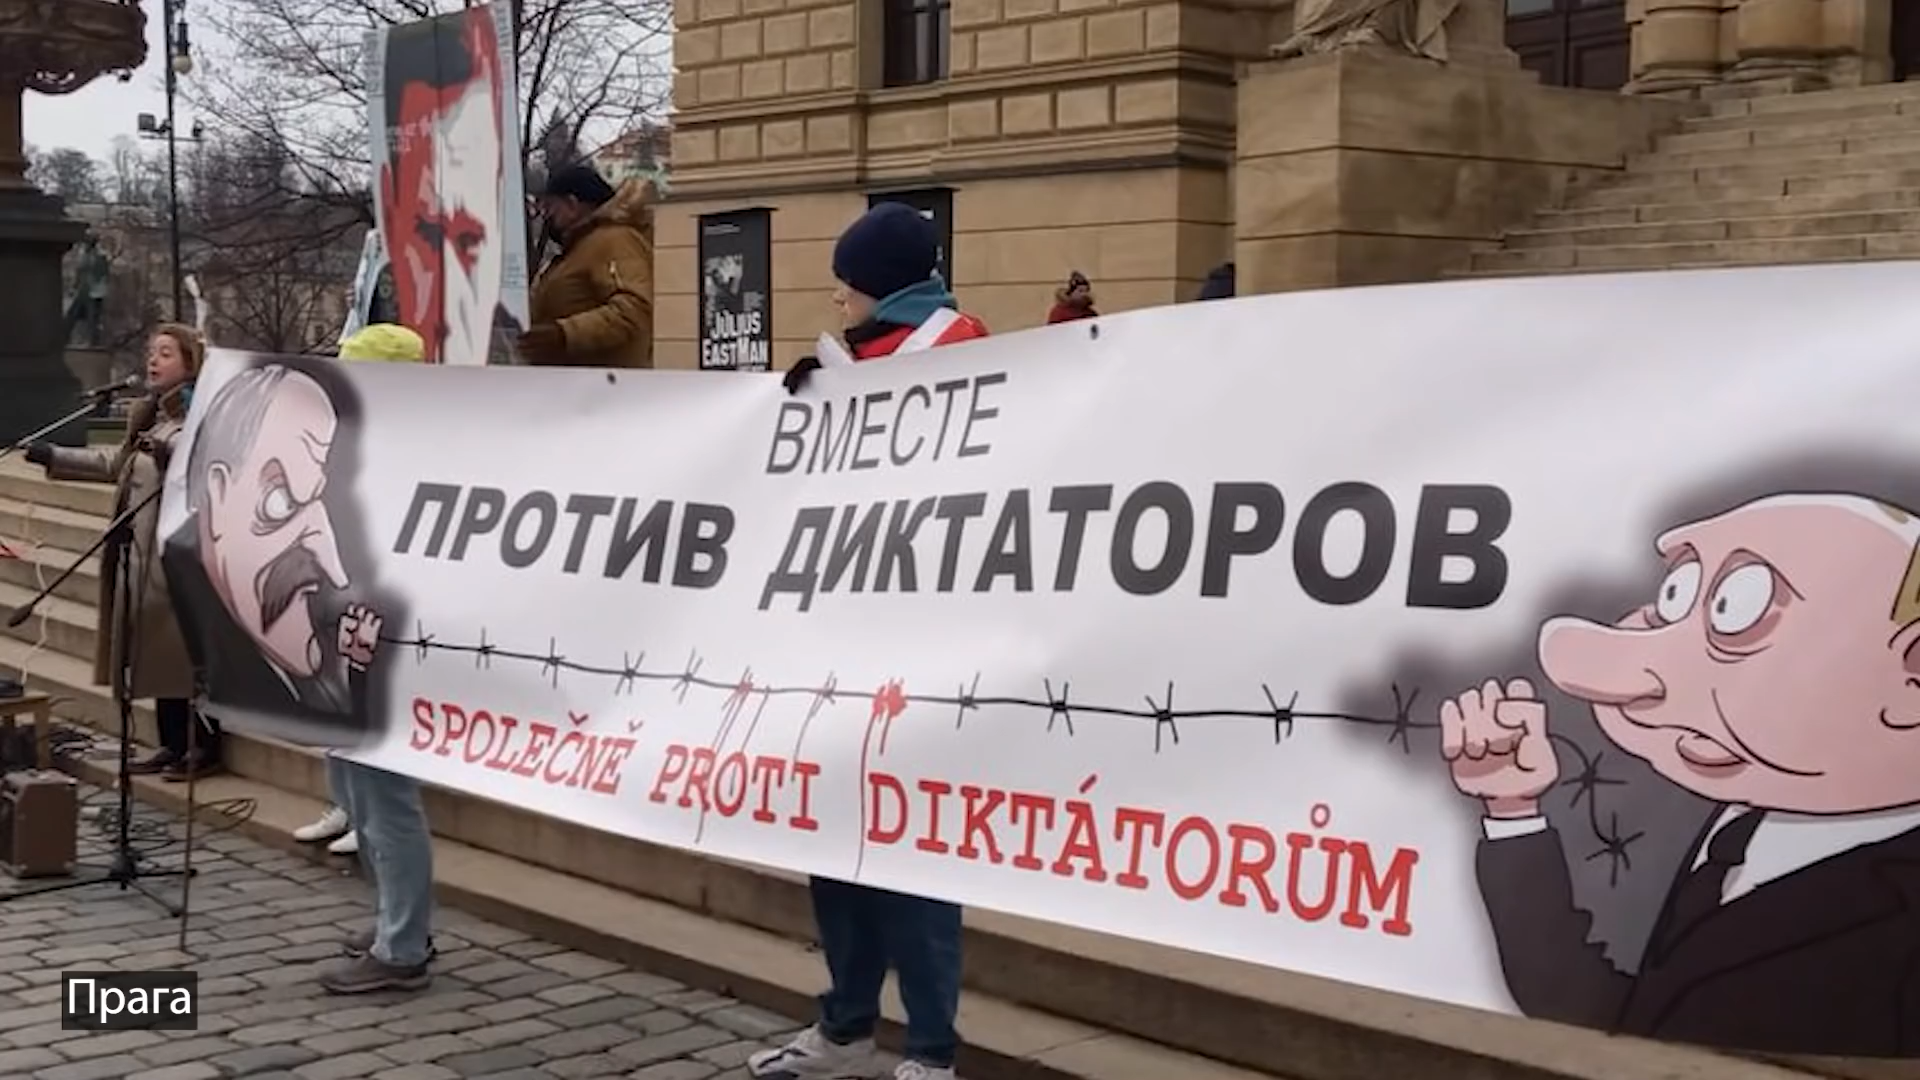 JULIUS
EASTMAN
ВМЕСТЕ
ПРОТИВ ДИКТАТОРОВ
SPOLEČNĚ PROTI DIKTÁTORŮM
Прага